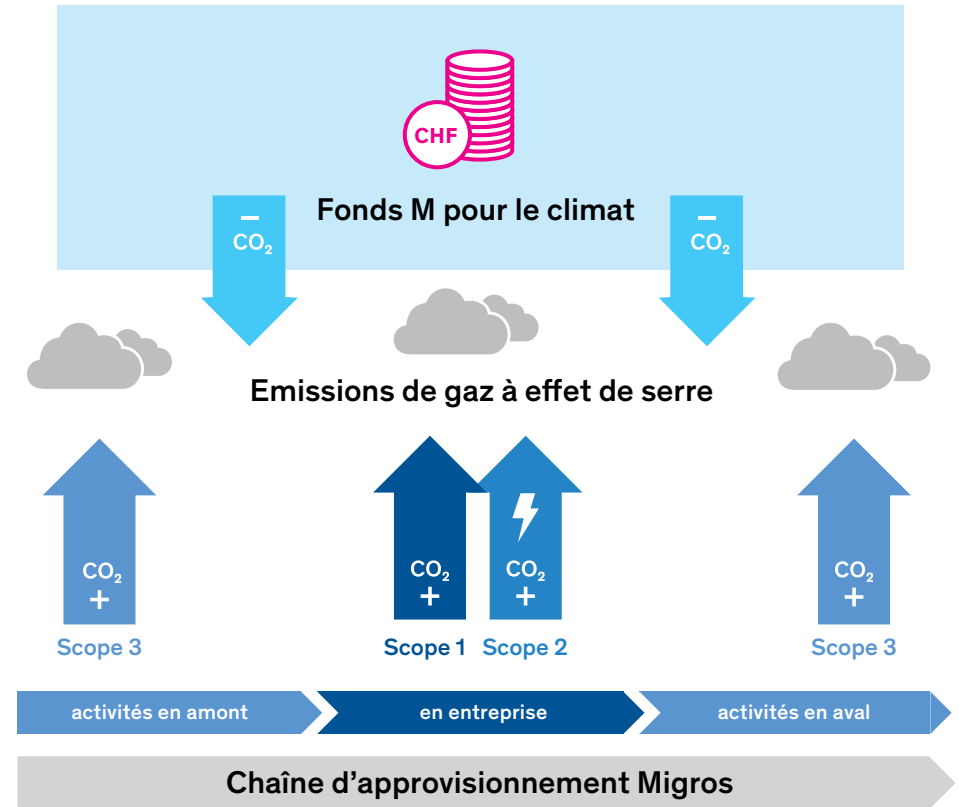 CHF
Fonds M pour le climat
–
CO₂
–
CO₂
Emissions de gaz à effet de serre
CO₂
+
CO₂
+
CO₂
+
CO₂
+
Scope 3
Scope 1
Scope 2
Scope 3
activités en amont
en entreprise
activités en aval
Chaîne d’approvisionnement Migros